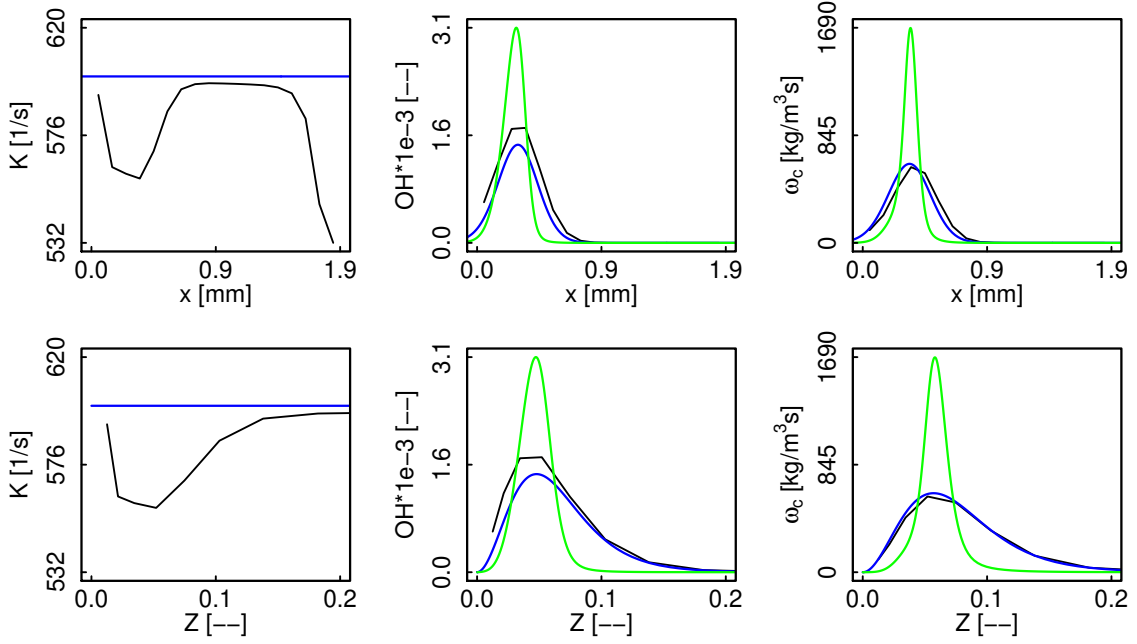 620
576
532
K [1/s]
0.0 0.9 1.9
x [mm]
3.1
1.6
0.0
OH*1e−3 [−−]
0.0 0.9 1.9
x [mm]
1690
845
0
ω_c [kg/m³s]
0.0 0.9 1.9
x [mm]
620
576
532
K [1/s]
0.0 0.1 0.2
Z [−−]
3.1
1.6
0.0
OH*1e−3 [−−]
0.0 0.1 0.2
Z [−−]
1690
845
0
ω_c [kg/m³s]
0.0 0.1 0.2
Z [−−]